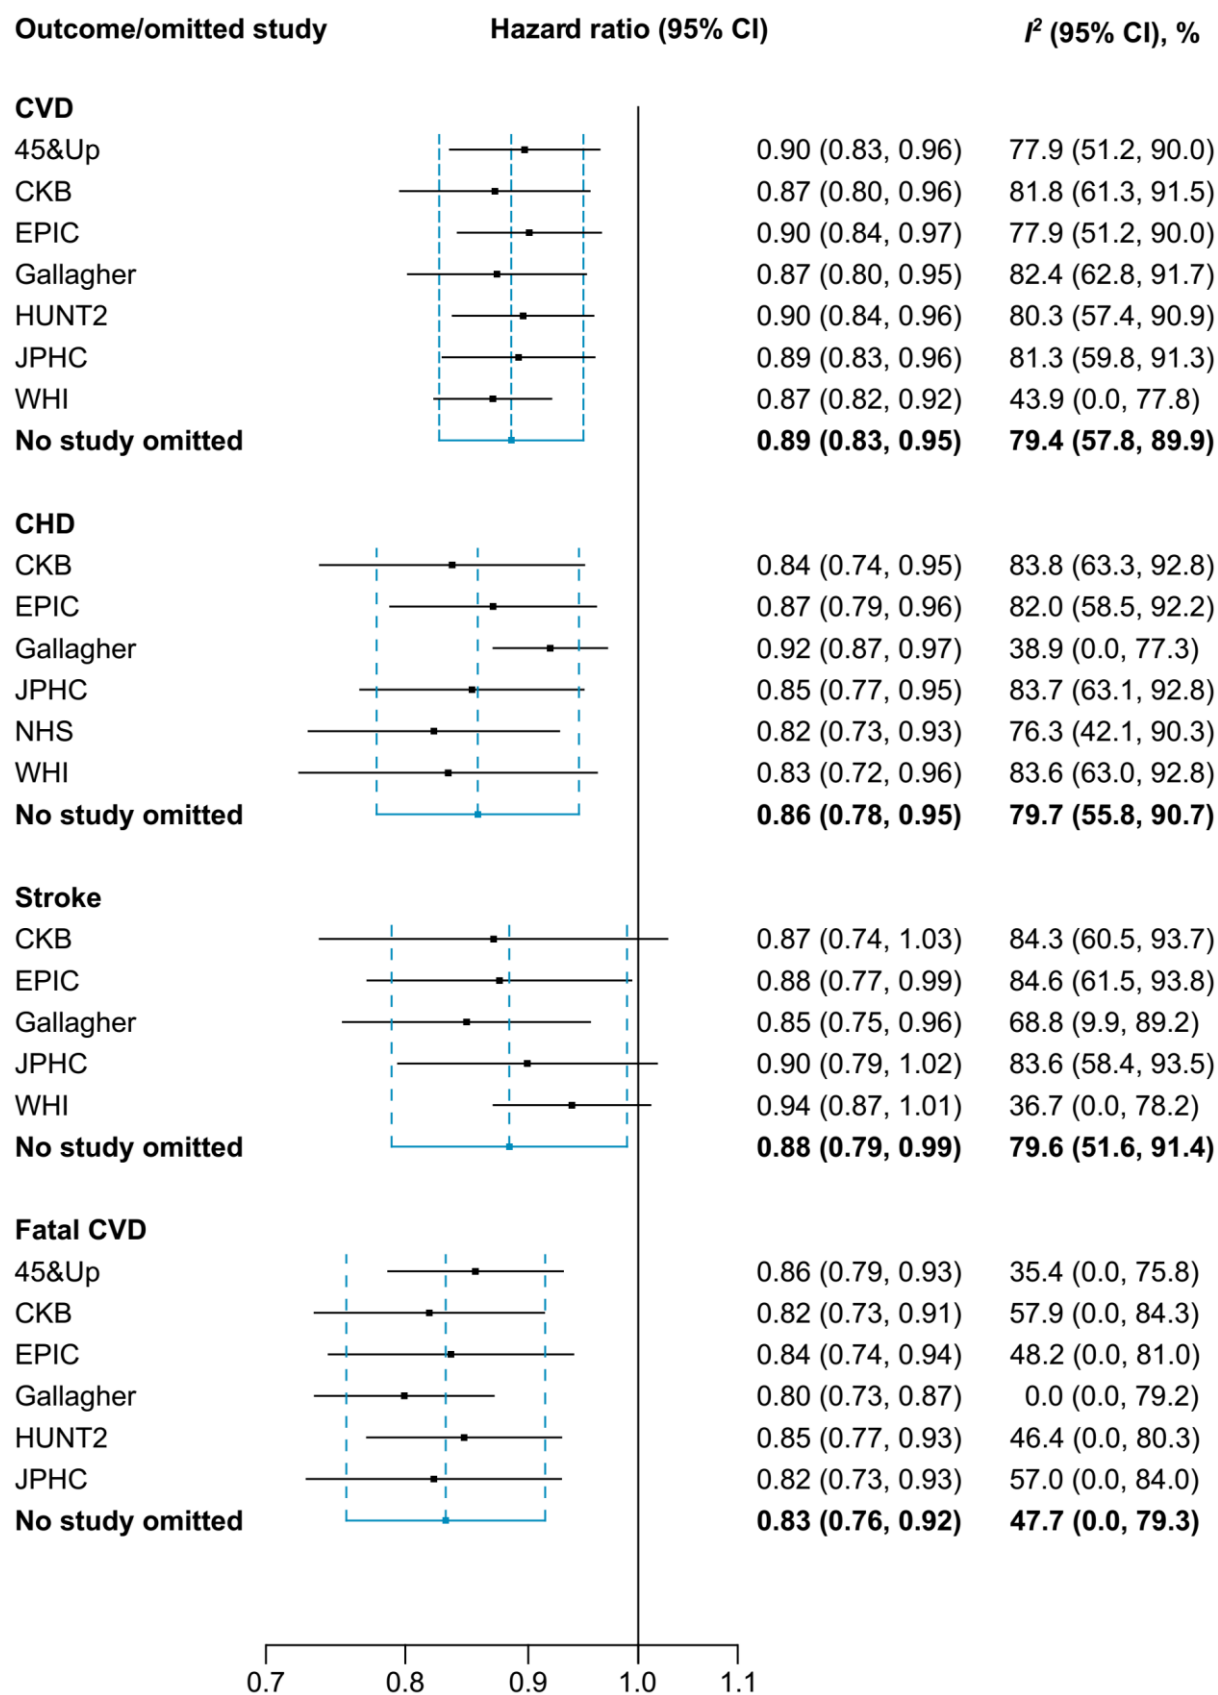 Outcome/omitted study Hazard ratio (95% CI) I² (95% CI), %
CVD
45&Up 0.90 (0.83, 0.96) 77.9 (51.2, 90.0)
CKB 0.87 (0.80, 0.96) 81.8 (61.3, 91.5)
EPIC 0.90 (0.84, 0.97) 77.9 (51.2, 90.0)
Gallagher 0.87 (0.80, 0.95) 82.4 (62.8, 91.7)
HUNT2 0.90 (0.84, 0.96) 80.3 (57.4, 90.9)
JPHC 0.89 (0.83, 0.96) 81.3 (59.8, 91.3)
WHI 0.87 (0.82, 0.92) 43.9 (0.0, 77.8)
No study omitted 0.89 (0.83, 0.95) 79.4 (57.8, 89.9)
CHD
CKB 0.84 (0.74, 0.95) 83.8 (63.3, 92.8)
EPIC 0.87 (0.79, 0.96) 82.0 (58.5, 92.2)
Gallagher 0.92 (0.87, 0.97) 38.9 (0.0, 77.3)
JPHC 0.85 (0.77, 0.95) 83.7 (63.1, 92.8)
NHS 0.82 (0.73, 0.93) 76.3 (42.1, 90.3)
WHI 0.83 (0.72, 0.96) 83.6 (63.0, 92.8)
No study omitted 0.86 (0.78, 0.95) 79.7 (55.8, 90.7)
Stroke
CKB 0.87 (0.74, 1.03) 84.3 (60.5, 93.7)
EPIC 0.88 (0.77, 0.99) 84.6 (61.5, 93.8)
Gallagher 0.85 (0.75, 0.96) 68.8 (9.9, 89.2)
JPHC 0.90 (0.79, 1.02) 83.6 (58.4, 93.5)
WHI 0.94 (0.87, 1.01) 36.7 (0.0, 78.2)
No study omitted 0.88 (0.79, 0.99) 79.6 (51.6, 91.4)
Fatal CVD
45&Up 0.86 (0.79, 0.93) 35.4 (0.0, 75.8)
CKB 0.82 (0.73, 0.91) 57.9 (0.0, 84.3)
EPIC 0.84 (0.74, 0.94) 48.2 (0.0, 81.0)
Gallagher 0.80 (0.73, 0.87) 0.0 (0.0, 79.2)
HUNT2 0.85 (0.77, 0.93) 46.4 (0.0, 80.3)
JPHC 0.82 (0.73, 0.93) 57.0 (0.0, 84.0)
No study omitted 0.83 (0.76, 0.92) 47.7 (0.0, 79.3)
0.7 0.8 0.9 1.0 1.1